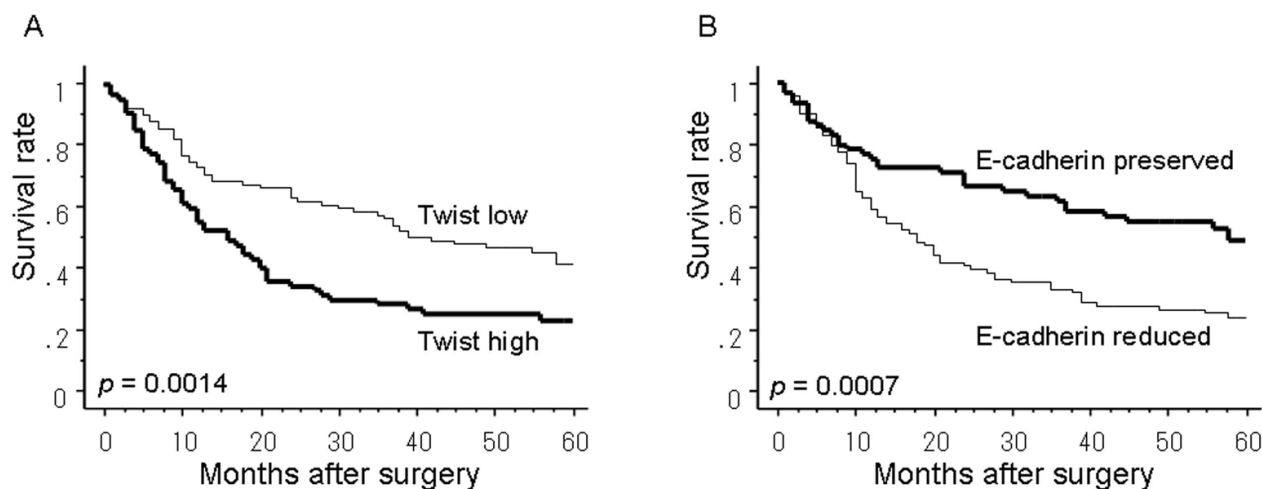 A
Survival rate
1
.8
.6
.4
.2
0
Twist low
Twist high
p = 0.0014
0 10 20 30 40 50 60
Months after surgery
B
Survival rate
1
.8
.6
.4
.2
0
E-cadherin preserved
E-cadherin reduced
p = 0.0007
0 10 20 30 40 50 60
Months after surgery